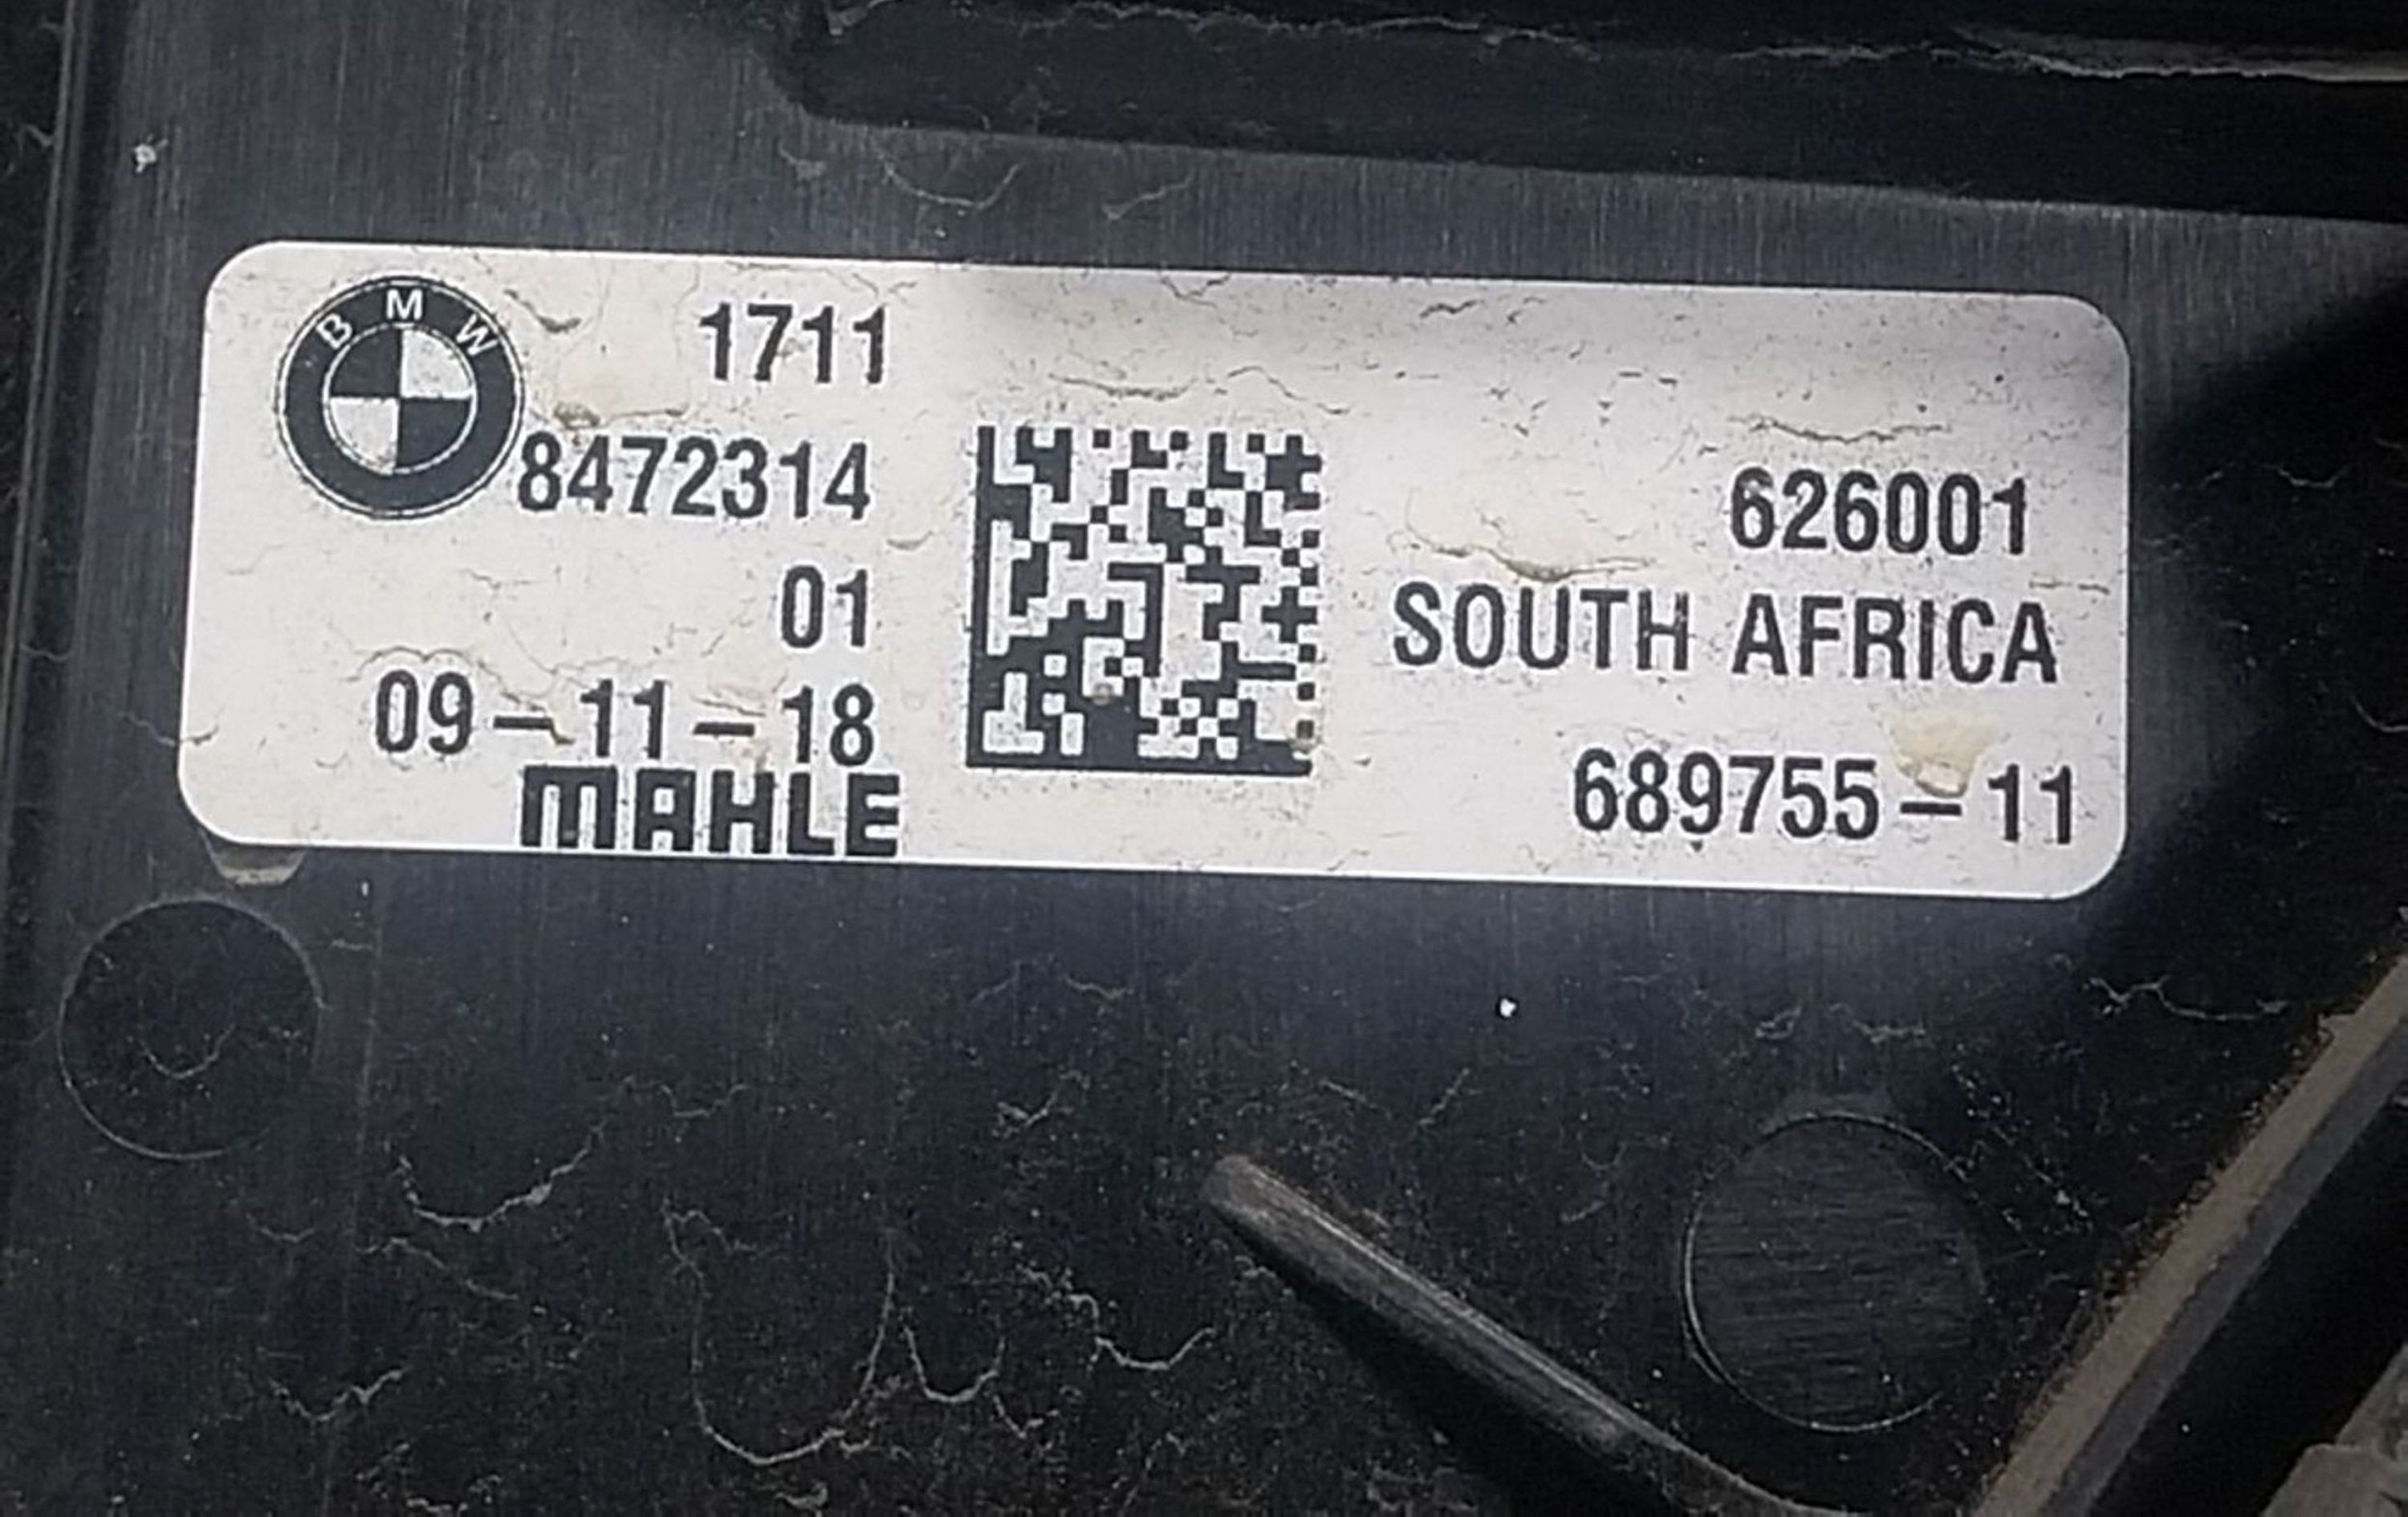 BMW
1711
8472314
01
09-11-18
MAHLE
626001
SOUTH AFRICA
689755-11